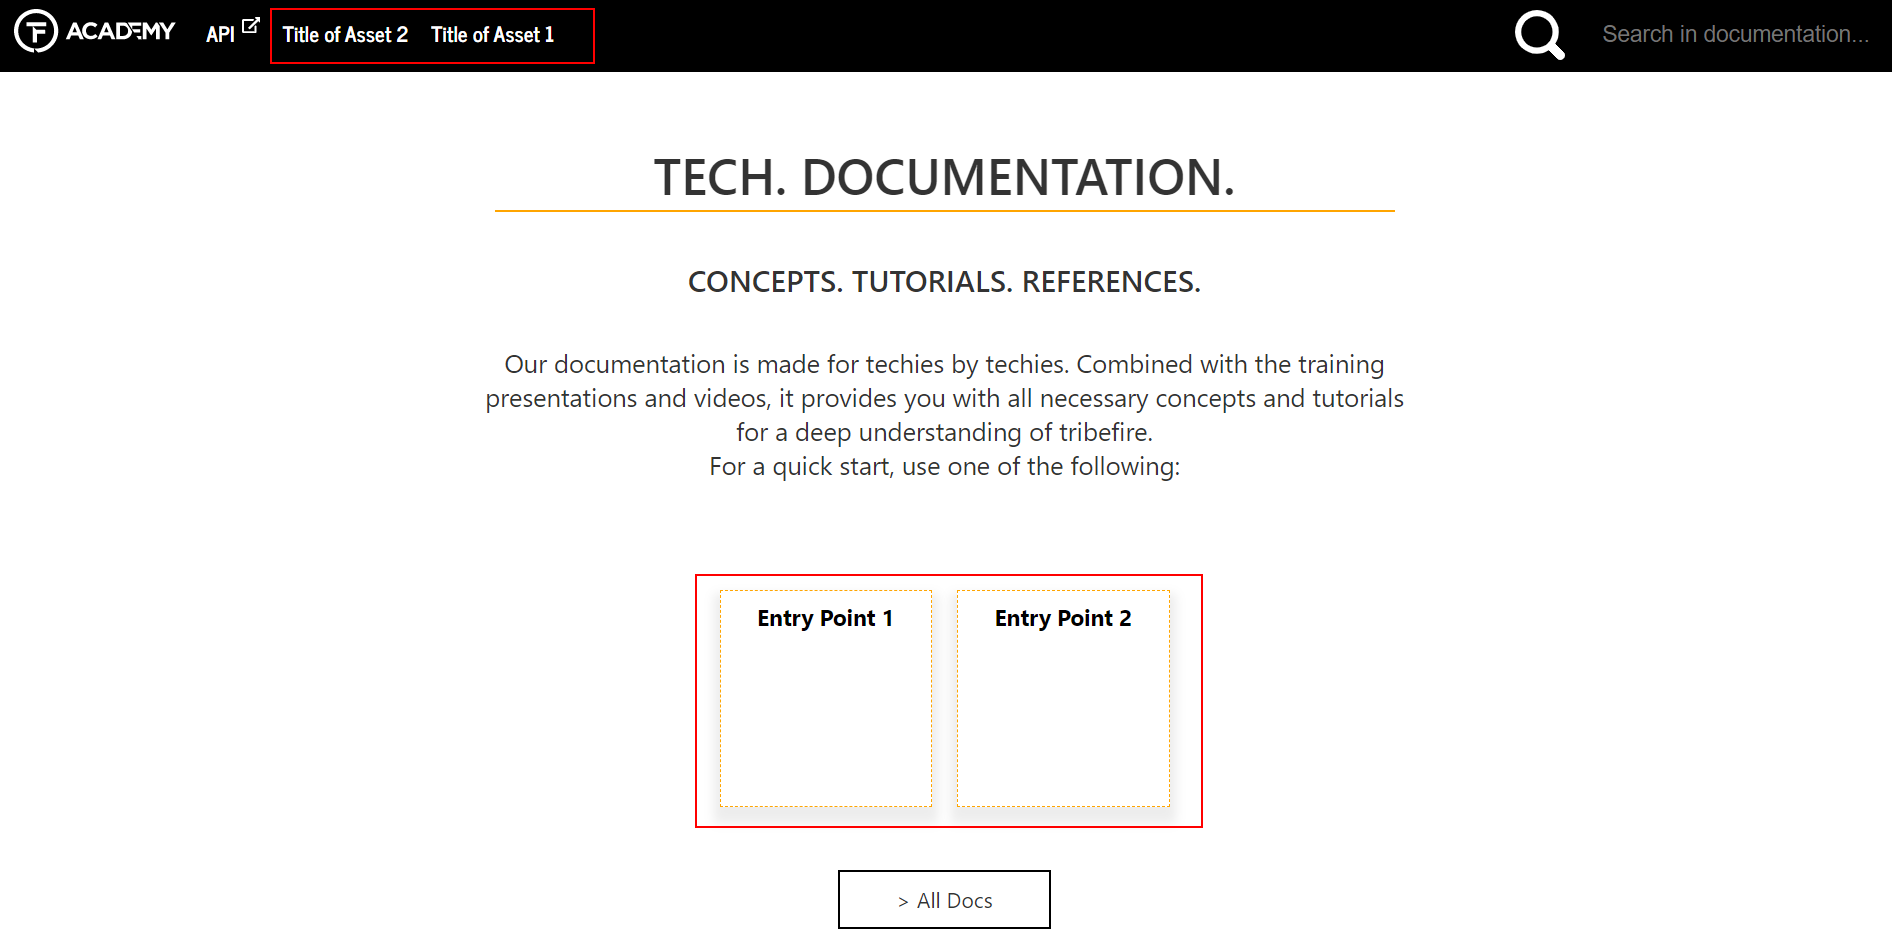 TF ACADEMY API Title of Asset 2 Title of Asset 1 Search in documentation...
TECH. DOCUMENTATION.
CONCEPTS. TUTORIALS. REFERENCES.
Our documentation is made for techies by techies. Combined with the training
presentations and videos, it provides you with all necessary concepts and tutorials
for a deep understanding of tribefire.
For a quick start, use one of the following:
Entry Point 1 Entry Point 2
> All Docs